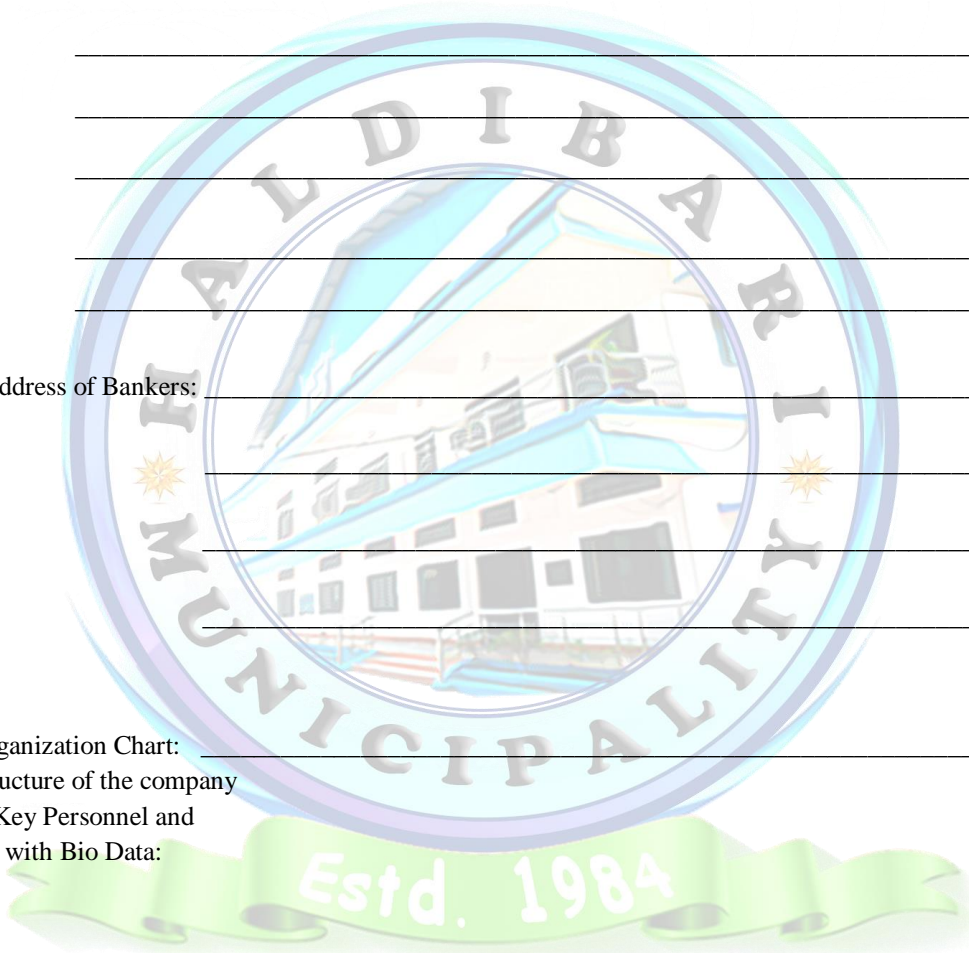 HALDIBARI
ddress of Bankers:
MUNICIPALITY
ganization Chart:
ucture of the company
Key Personnel and
with Bio Data:
Estd. 1984